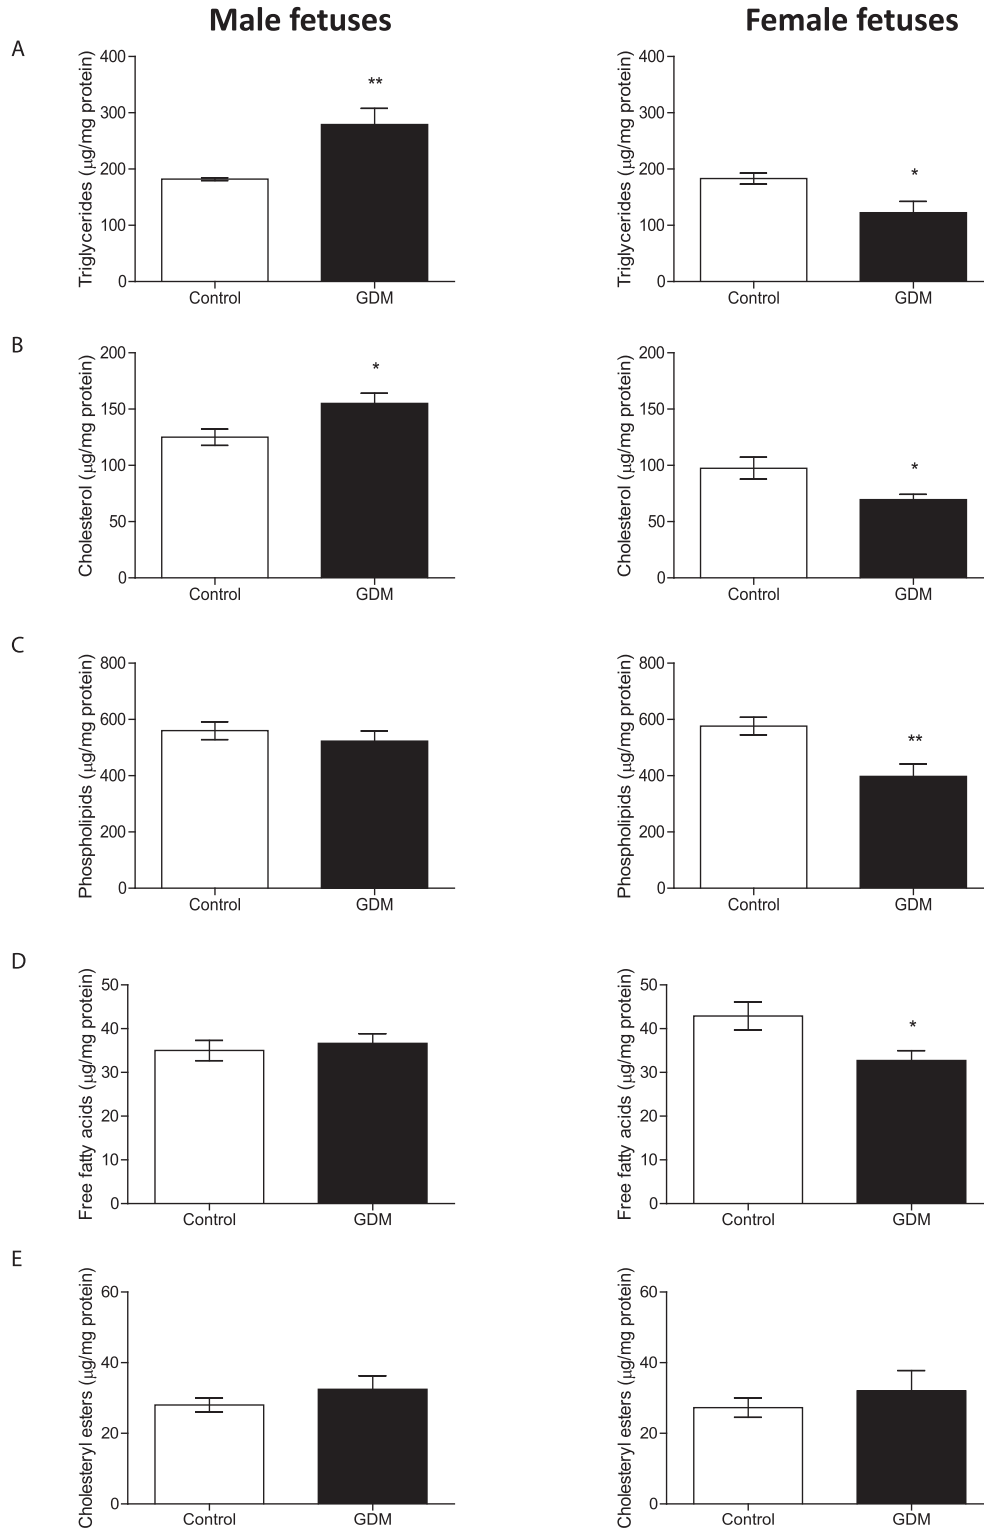 Male fetuses
Female fetuses
A
Triglycerides (μg/mg protein)
400
300
200
100
0
**
Control
GDM
Triglycerides (μg/mg protein)
400
300
200
100
0
*
Control
GDM
B
Cholesterol (μg/mg protein)
200
150
100
50
0
*
Control
GDM
Cholesterol (μg/mg protein)
200
150
100
50
0
*
Control
GDM
C
Phospholipids (μg/mg protein)
800
600
400
200
0
Control
GDM
Phospholipids (μg/mg protein)
800
600
400
200
0
**
Control
GDM
D
Free fatty acids (μg/mg protein)
50
40
30
20
10
0
Control
GDM
Free fatty acids (μg/mg protein)
50
40
30
20
10
0
*
Control
GDM
E
Cholesteryl esters (μg/mg protein)
60
40
20
0
Control
GDM
Cholesteryl esters (μg/mg protein)
60
40
20
0
Control
GDM